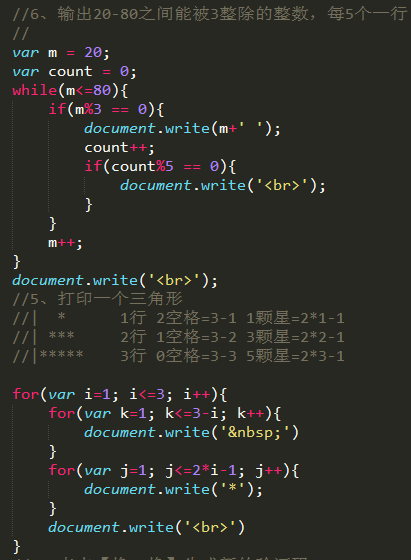 //6、输出20-80之间能被3整除的整数，每5个一行
//
var m = 20;
var count = 0;
while(m<=80){
    if(m%3 == 0){
        document.write(m+' ');
        count++;
        if(count%5 == 0){
            document.write('<br>');
        }
    }
    m++;
}
document.write('<br>');
//5、打印一个三角形
//|  *      1行 2空格=3-1 1颗星=2*1-1
//| ***     2行 1空格=3-2 3颗星=2*2-1
//|*****    3行 0空格=3-3 5颗星=2*3-1

for(var i=1; i<=3; i++){
    for(var k=1; k<=3-i; k++){
        document.write('&nbsp;')
    }
    for(var j=1; j<=2*i-1; j++){
        document.write('*');
    }
    document.write('<br>')
}